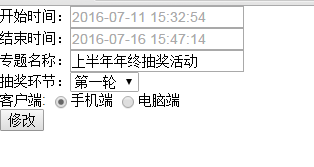 开始时间：2016-07-11 15:32:54
结束时间：2016-07-16 15:47:14
专题名称：上半年年终抽奖活动
抽奖环节：第一轮
客户端: 手机端 电脑端
修改